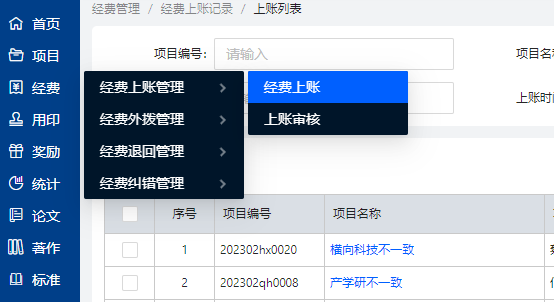 经费管理 / 经费上账记录 / 上账列表
首页
项目
经费
用印
奖励
统计
论文
著作
标准
项目编号：
请输入
项目名
上账时
经费上账管理
经费外拨管理
经费退回管理
经费纠错管理
经费上账
上账审核
序号 项目编号 项目名称
1 202302hx0020 横向科技不一致
2 202302qh0008 产学研不一致